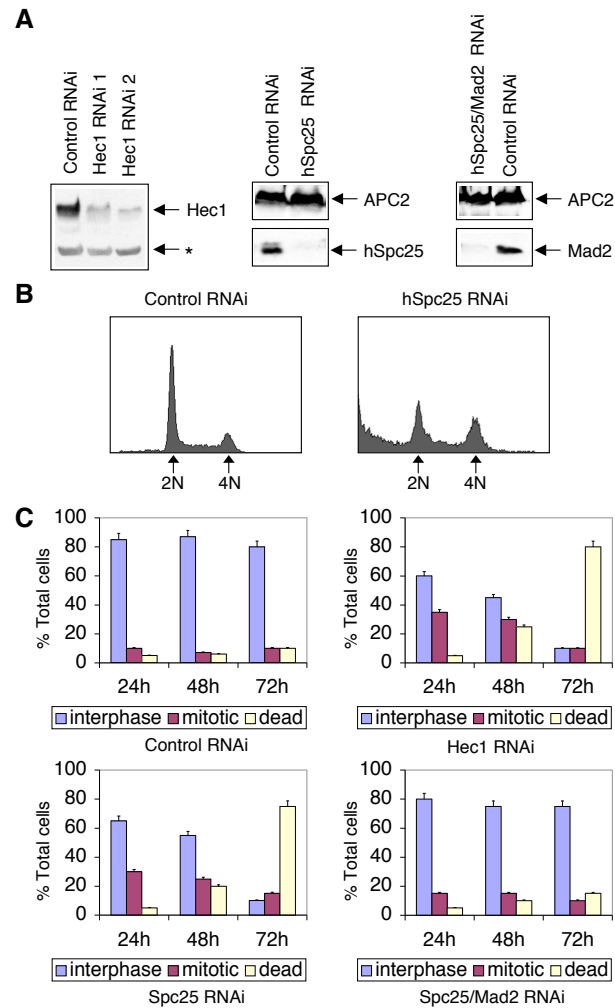 A
Control RNAi
Hec1 RNAi 1
Hec1 RNAi 2
Hec1
*
Control RNAi
hSpc25 RNAi
APC2
hSpc25
hSpc25/Mad2 RNAi
Control RNAi
APC2
Mad2
B
Control RNAi
2N 4N
hSpc25 RNAi
2N 4N
C
% Total cells
100
80
60
40
20
0
24h 48h 72h
interphase mitotic dead
Control RNAi
% Total cells
100
80
60
40
20
0
24h 48h 72h
interphase mitotic dead
Hec1 RNAi
% Total cells
100
80
60
40
20
0
24h 48h 72h
interphase mitotic dead
Spc25 RNAi
% Total cells
100
80
60
40
20
0
24h 48h 72h
interphase mitotic dead
Spc25/Mad2 RNAi